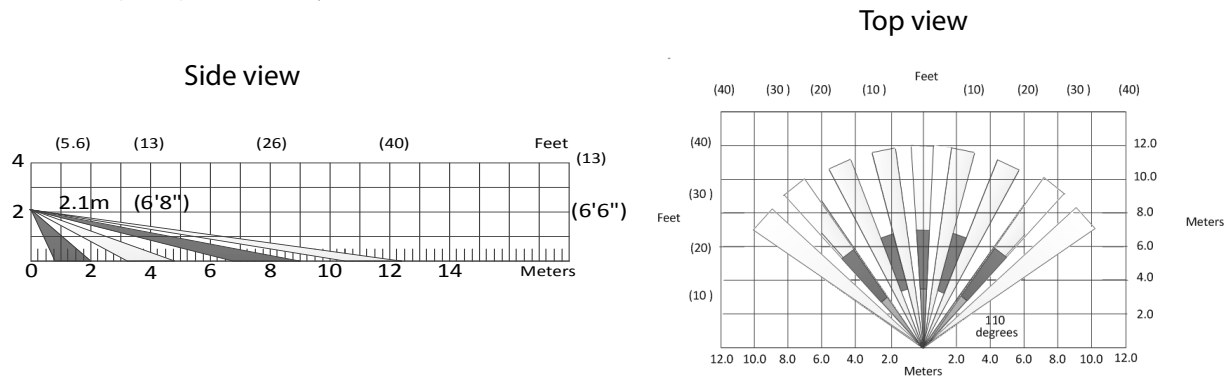 Side view
(5.6) (13) (26) (40) Feet
4 (13)
2 2.1m (6'8") (6'6")
0 2 4 6 8 10 12 14 Meters
Top view
Feet
(40) (30 ) (20) (10 ) (10) (20) (30) (40)
(40) 12.0
10.0
(30 ) 8.0
Feet Meters
(20) 6.0
4.0
(10 )
110 2.0
degrees
12.0 10.0 8.0 6.0 4.0 2.0 2.0 4.0 6.0 8.0 10.0 12.0
Meters